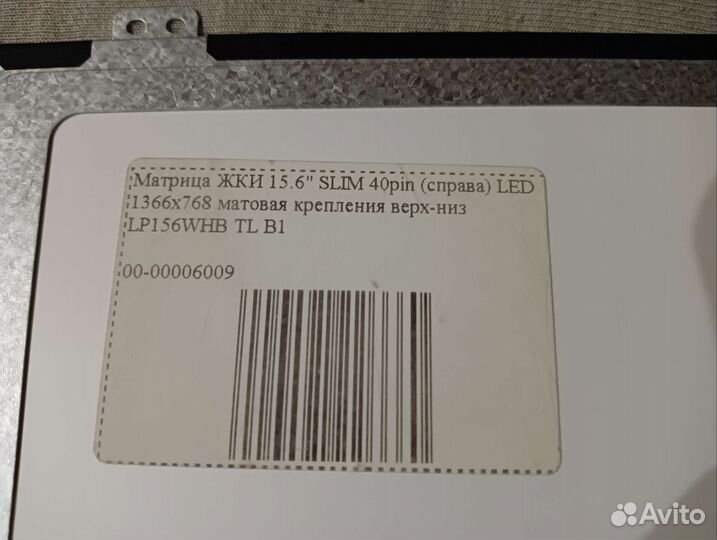 Матрица ЖКИ 15.6" SLIM 40pin (справа) LED
1366x768 матовая крепления верх-низ
LP156WHB TL B1
00-00006009
Avito